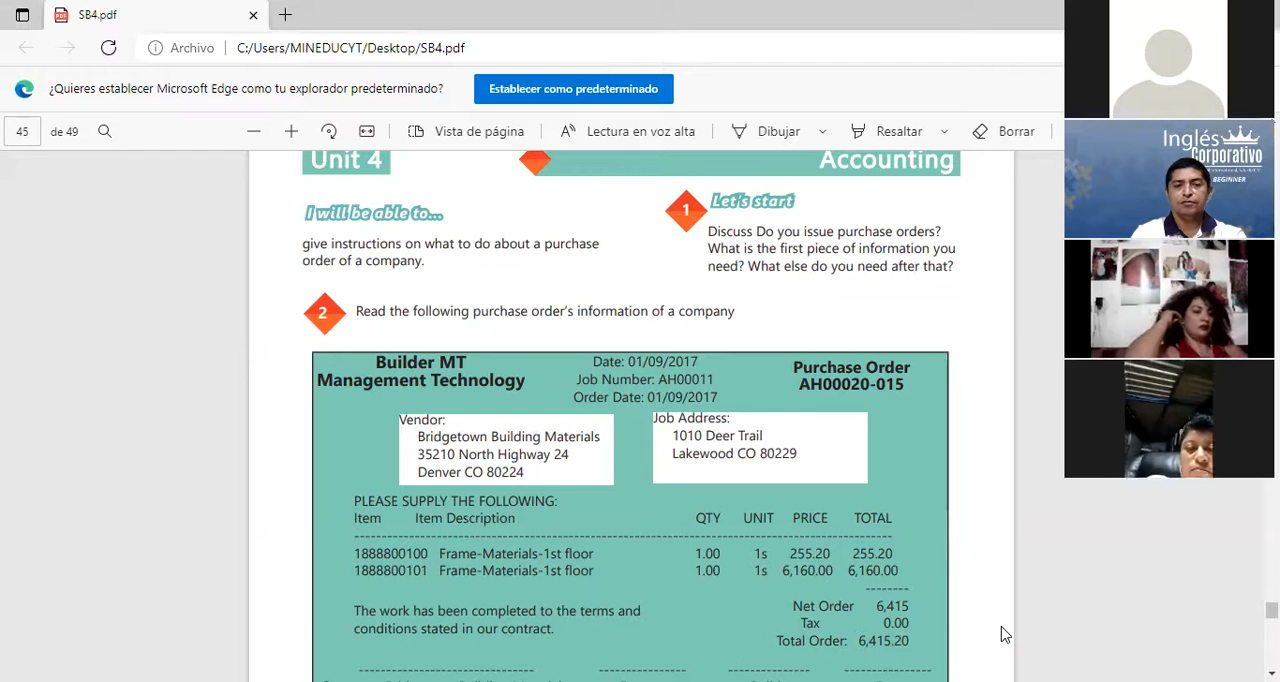 SB4.pdf
Archivo C:/Users/MINEDUCYT/Desktop/SB4.pdf
¿Quieres establecer Microsoft Edge como tu explorador predeterminado? Establecer como predeterminado
45 de 49 Vista de página Lectura en voz alta Dibujar Resaltar Borrar
Unit 4 Accounting
I will be able to...
give instructions on what to do about a purchase
order of a company.
1 Let's start
Discuss Do you issue purchase orders?
What is the first piece of information you
need? What else do you need after that?
2 Read the following purchase order's information of a company
Builder MT
Management Technology
Date: 01/09/2017
Job Number: AH00011
Order Date: 01/09/2017
Purchase Order
AH00020-015
Vendor:
Bridgetown Building Materials
35210 North Highway 24
Denver CO 80224
Job Address:
1010 Deer Trail
Lakewood CO 80229
PLEASE SUPPLY THE FOLLOWING:
Item Item Description QTY UNIT PRICE TOTAL
1888800100 Frame-Materials-1st floor 1.00 1s 255.20 255.20
1888800101 Frame-Materials-1st floor 1.00 1s 6,160.00 6,160.00
The work has been completed to the terms and
conditions stated in our contract.
Net Order 6,415
Tax 0.00
Total Order: 6,415.20
Inglés
Corporativo
BEGINNER